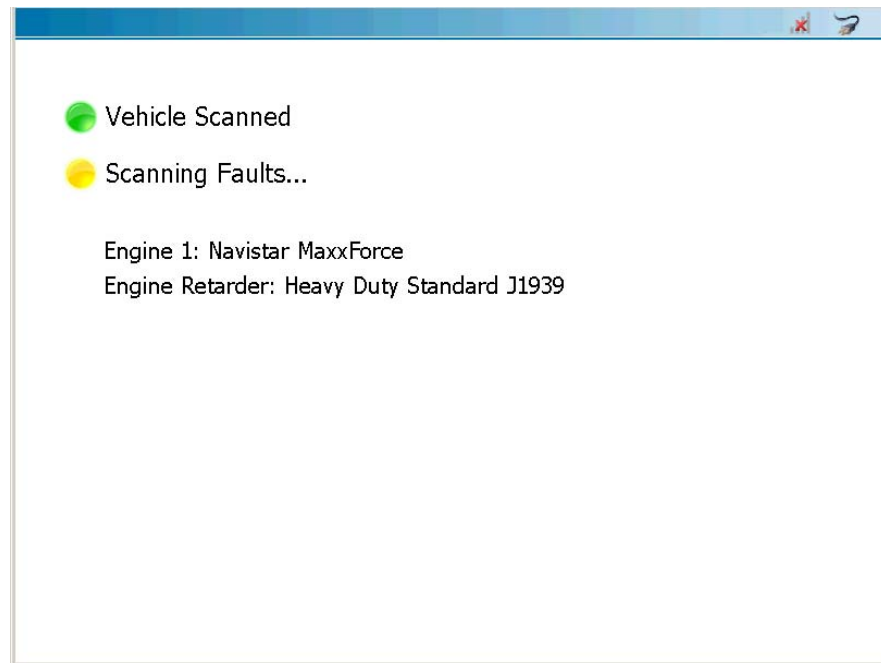 Vehicle Scanned
Scanning Faults...
Engine 1: Navistar MaxxForce
Engine Retarder: Heavy Duty Standard J1939